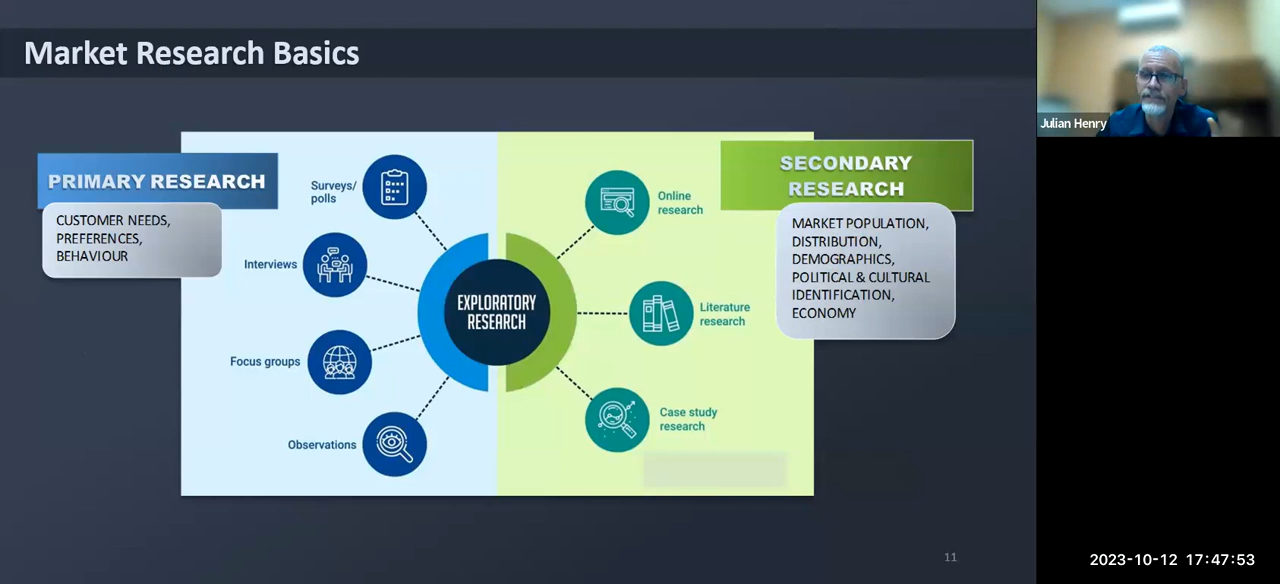 Market Research Basics
Julian Henry
PRIMARY RESEARCH
CUSTOMER NEEDS,
PREFERENCES,
BEHAVIOUR
Surveys/
polls
Interviews
Focus groups
Observations
EXPLORATORY
RESEARCH
Online
research
Literature
research
Case study
research
SECONDARY
RESEARCH
MARKET POPULATION,
DISTRIBUTION,
DEMOGRAPHICS,
POLITICAL & CULTURAL
IDENTIFICATION,
ECONOMY
11
2023-10-12 17:47:53